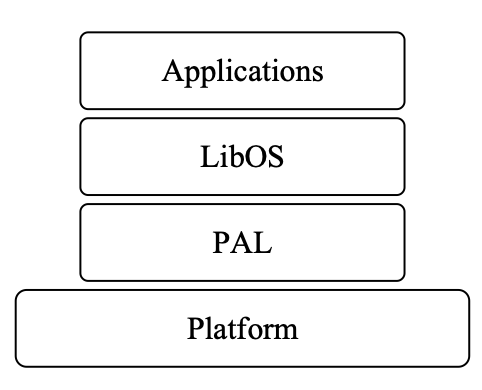 Applications
LibOS
PAL
Platform